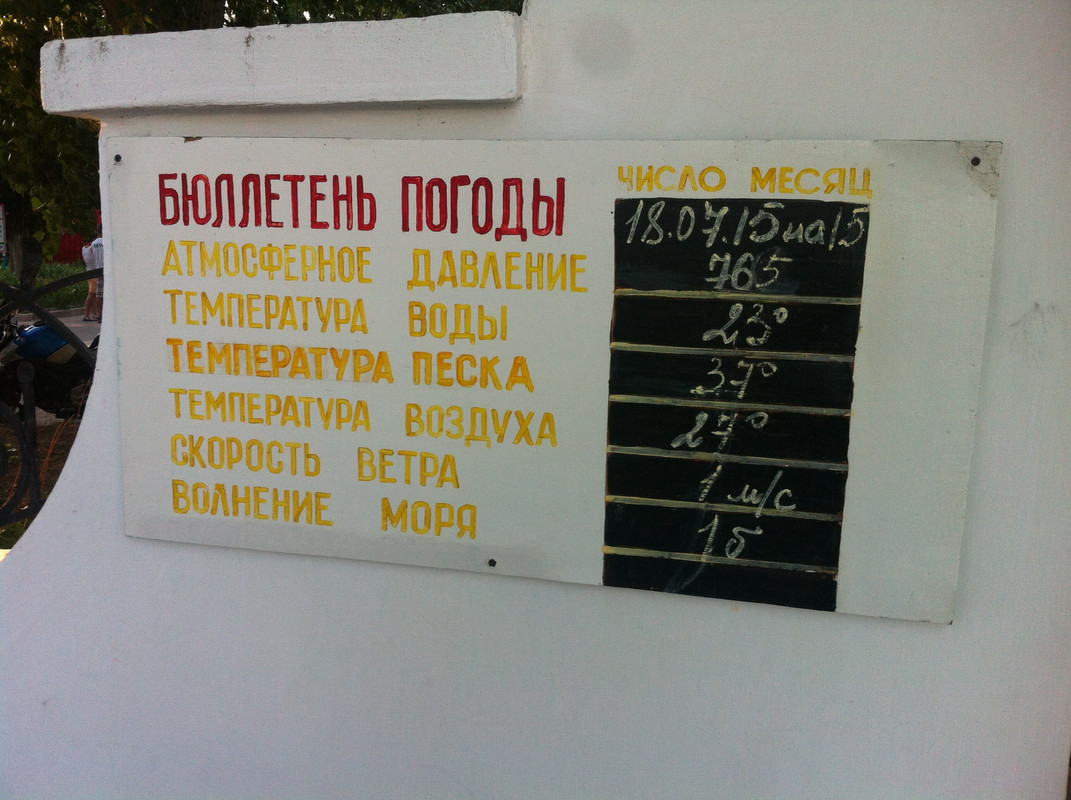 БЮЛЛЕТЕНЬ ПОГОДЫ
ЧИСЛО МЕСЯЦ
18.07.15 на 15
АТМОСФЕРНОЕ ДАВЛЕНИЕ 765
ТЕМПЕРАТУРА ВОДЫ 23°
ТЕМПЕРАТУРА ПЕСКА 37°
ТЕМПЕРАТУРА ВОЗДУХА 27°
СКОРОСТЬ ВЕТРА 1 м/с
ВОЛНЕНИЕ МОРЯ 1б